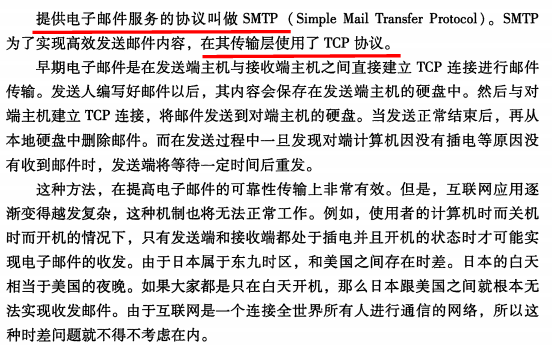 提供电子邮件服务的协议叫做 SMTP（Simple Mail Transfer Protocol）。SMTP
为了实现高效发送邮件内容，在其传输层使用了 TCP 协议。
早期电子邮件是在发送端主机与接收端主机之间直接建立 TCP 连接进行邮件
传输。发送人编写好邮件以后，其内容会保存在发送端主机的硬盘中。然后与对
端主机建立 TCP 连接，将邮件发送到对端主机的硬盘。当发送正常结束后，再从
本地硬盘中删除邮件。而在发送过程中一旦发现对端计算机因没有插电等原因没
有收到邮件时，发送端将等待一定时间后重发。
这种方法，在提高电子邮件的可靠性传输上非常有效。但是，互联网应用逐
渐变得越发复杂，这种机制也将无法正常工作。例如，使用者的计算机时而关机
时而开机的情况下，只有发送端和接收端都处于插电并且开机的状态时才可能实
现电子邮件的收发。由于日本属于东九时区，和美国之间存在时差。日本的白天
相当于美国的夜晚。如果大家都是只在白天开机，那么日本跟美国之间就根本无
法实现收发邮件。由于互联网是一个连接全世界所有人进行通信的网络，所以这
种时差问题就不得不考虑在内。